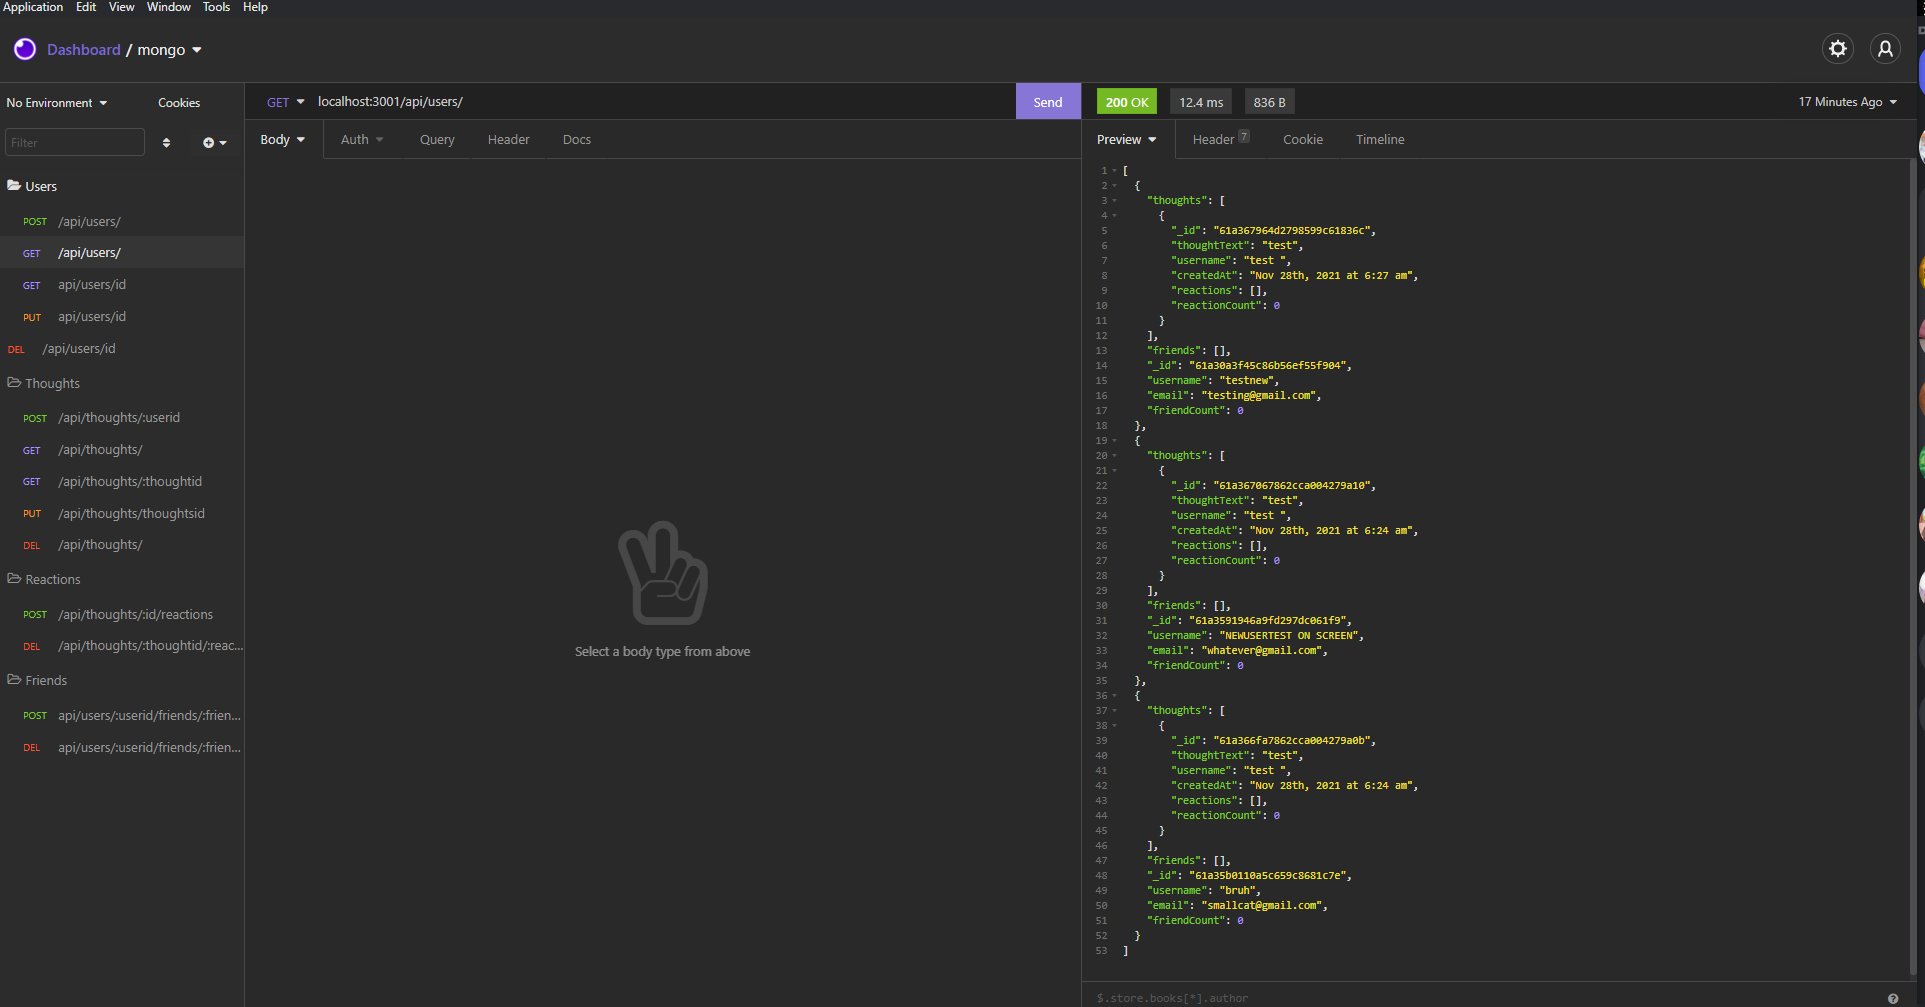 Application Edit View Window Tools Help
Dashboard / mongo
No Environment Cookies
Filter
Users
POST /api/users/
GET /api/users/
GET api/users/id
PUT api/users/id
DEL /api/users/id
Thoughts
POST /api/thoughts/:userid
GET /api/thoughts/
GET /api/thoughts/:thoughtid
PUT /api/thoughts/thoughtsid
DEL /api/thoughts/
Reactions
POST /api/thoughts/:id/reactions
DEL /api/thoughts/:thoughtid/:reac...
Friends
POST api/users/:userid/friends/:frien...
DEL api/users/:userid/friends/:frien...
GET localhost:3001/api/users/ Send
Body Auth Query Header Docs
Select a body type from above
200 OK 12.4 ms 836 B 17 Minutes Ago
Preview Header 7 Cookie Timeline
1 [
2 {
3 "thoughts": [
4 {
5 "_id": "61a367964d2798599c61836c",
6 "thoughtText": "test",
7 "username": "test ",
8 "createdAt": "Nov 28th, 2021 at 6:27 am",
9 "reactions": [],
10 "reactionCount": 0
11 }
12 ],
13 "friends": [],
14 "_id": "61a30a3f45c86b56ef55f904",
15 "username": "testnew",
16 "email": "testing@gmail.com",
17 "friendCount": 0
18 },
19 {
20 "thoughts": [
21 {
22 "_id": "61a367067862cca004279a10",
23 "thoughtText": "test",
24 "username": "test ",
25 "createdAt": "Nov 28th, 2021 at 6:24 am",
26 "reactions": [],
27 "reactionCount": 0
28 }
29 ],
30 "friends": [],
31 "_id": "61a3591946a9fd297dc061f9",
32 "username": "NEWUSERTEST ON SCREEN",
33 "email": "whatever@gmail.com",
34 "friendCount": 0
35 },
36 {
37 "thoughts": [
38 {
39 "_id": "61a366fa7862cca004279a0b",
40 "thoughtText": "test",
41 "username": "test ",
42 "createdAt": "Nov 28th, 2021 at 6:24 am",
43 "reactions": [],
44 "reactionCount": 0
45 }
46 ],
47 "friends": [],
48 "_id": "61a35b0110a5c659c8681c7e",
49 "username": "bruh",
50 "email": "smallcat@gmail.com",
51 "friendCount": 0
52 }
53 ]
$.store.books[*].author